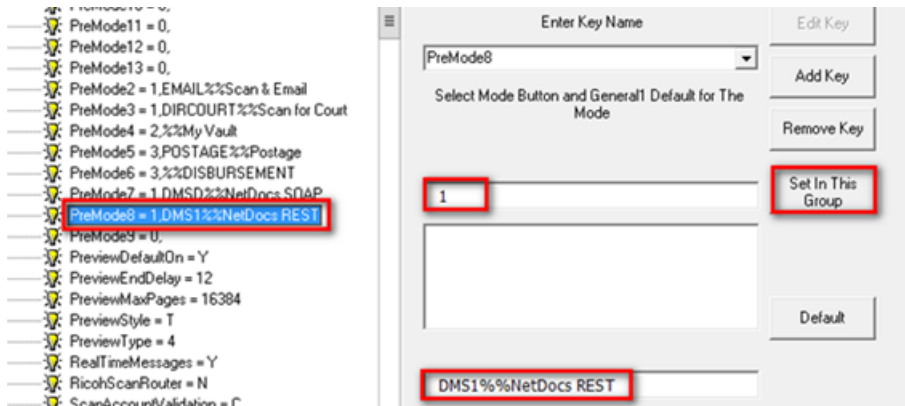 PreMode11 = 0,
PreMode12 = 0,
PreMode13 = 0,
PreMode2 = 1,EMAIL%%Scan & Email
PreMode3 = 1,DIRCOURT%%Scan for Court
PreMode4 = 2,%%My Vault
PreMode5 = 3,POSTAGE%%Postage
PreMode6 = 3,%%DISBURSEMENT
PreMode7 = 1,DMSD%%NetDocs SOAP
PreMode8 = 1,DMS1%%NetDocs REST
PreMode9 = 0,
PreviewDefaultOn = Y
PreviewEndDelay = 12
PreviewMaxPages = 16384
PreviewStyle = T
PreviewType = 4
RealTimeMessages = Y
RicohScanRouter = N
ScanAccountValidation = C
Enter Key Name
PreMode8
Select Mode Button and General1 Default for The
Mode
1
DMS1%%NetDocs REST
Edit Key
Add Key
Remove Key
Set In This
Group
Default